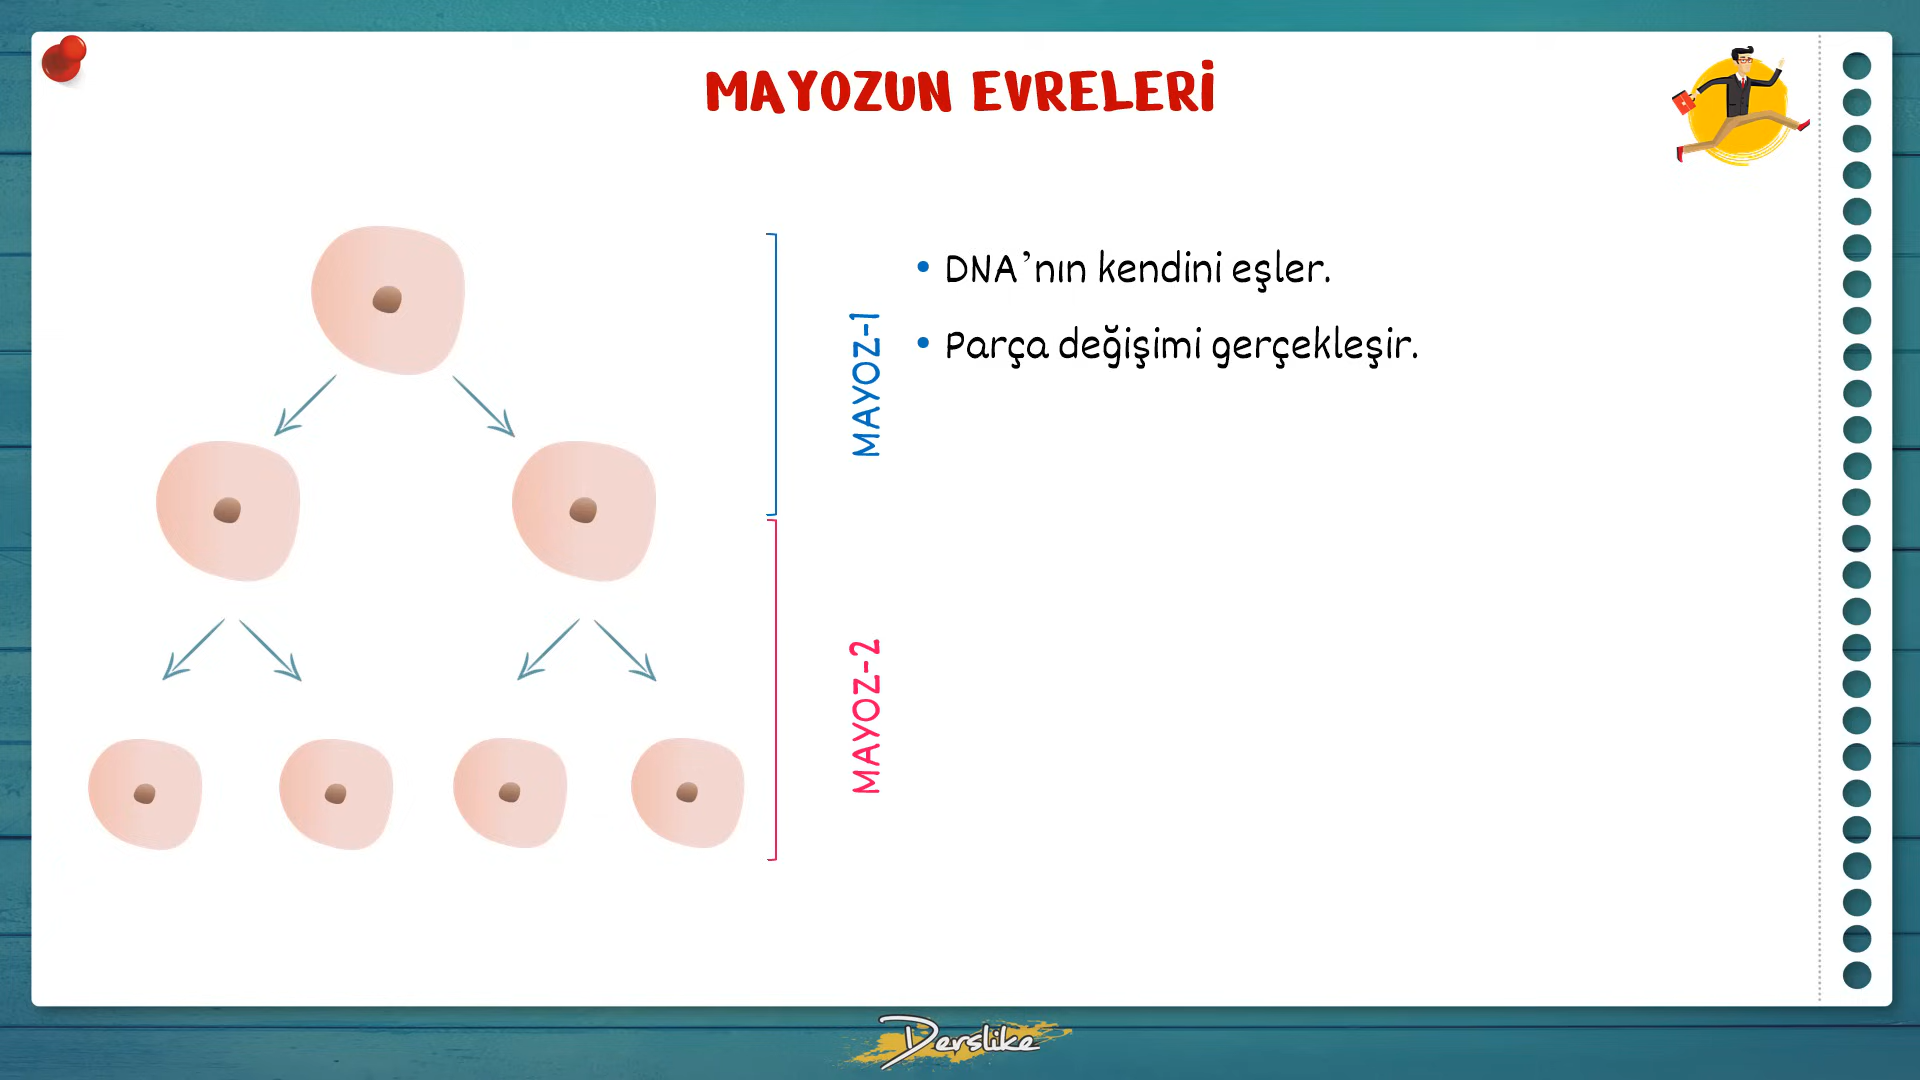 MAYOZUN EVRELERİ
MAYOZ-1
• DNA’nın kendini eşler.
• Parça değişimi gerçekleşir.
MAYOZ-2
Derslike